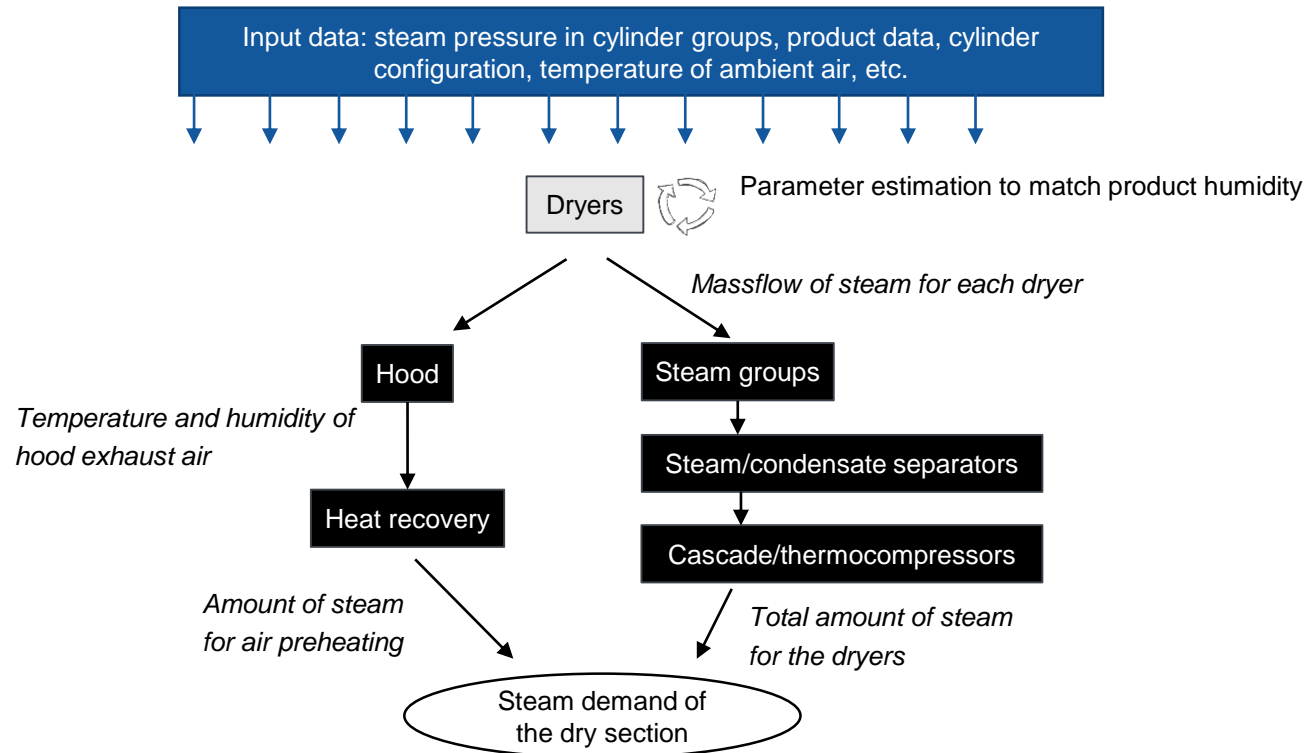 Input data: steam pressure in cylinder groups, product data, cylinder
configuration, temperature of ambient air, etc.
Dryers
Parameter estimation to match product humidity
Massflow of steam for each dryer
Hood
Steam groups
Temperature and humidity of
hood exhaust air
Steam/condensate separators
Heat recovery
Cascade/thermocompressors
Amount of steam
for air preheating
Total amount of steam
for the dryers
Steam demand of
the dry section